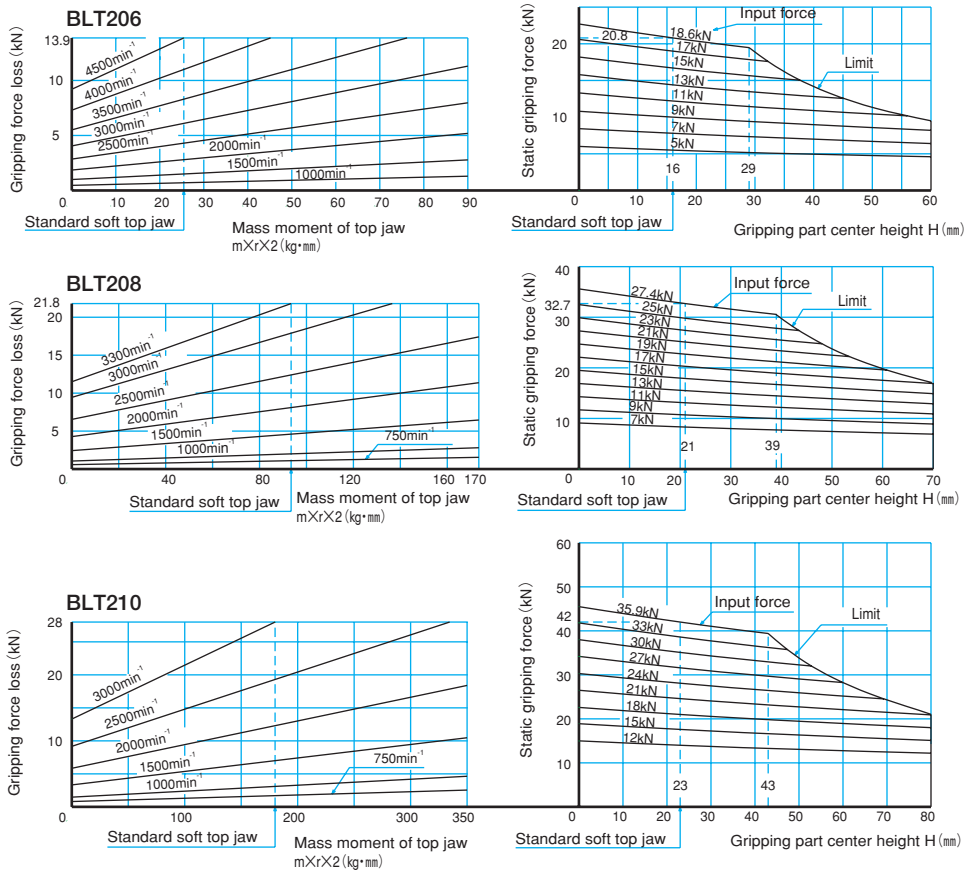 BLT206
Gripping force loss (kN)
13.9
10
5
0
4500min⁻¹
4000min⁻¹
3500min⁻¹
3000min⁻¹
2500min⁻¹
2000min⁻¹
1500min⁻¹
1000min⁻¹
10 20 30 40 50 60 70 80 90
Standard soft top jaw
Mass moment of top jaw
m×r×2 (kg・mm)
Static gripping force (kN)
20
10
20.8
Input force
18.6kN
17kN
15kN
13kN
11kN
9kN
7kN
5kN
Limit
16
29
0 10 20 30 40 50 60
Standard soft top jaw
Gripping part center height H (mm)
BLT208
Gripping force loss (kN)
21.8
20
15
10
5
0
3300min⁻¹
3000min⁻¹
2500min⁻¹
2000min⁻¹
1500min⁻¹
1000min⁻¹
750min⁻¹
40 80 120 160 170
Standard soft top jaw
Mass moment of top jaw
m×r×2 (kg・mm)
Static gripping force (kN)
40
32.7
30
20
10
27.4kN
25kN
23kN
21kN
19kN
17kN
15kN
13kN
11kN
9kN
7kN
Input force
Limit
21
39
0 10 20 30 40 50 60 70
Standard soft top jaw
Gripping part center height H (mm)
BLT210
Gripping force loss (kN)
28
20
10
0
3000min⁻¹
2500min⁻¹
2000min⁻¹
1500min⁻¹
1000min⁻¹
750min⁻¹
100 200 300 350
Standard soft top jaw
Mass moment of top jaw
m×r×2 (kg・mm)
Static gripping force (kN)
60
50
42
40
30
20
10
35.9kN
33kN
30kN
27kN
24kN
21kN
18kN
15kN
12kN
Input force
Limit
23
43
0 10 20 30 40 50 60 70 80
Standard soft top jaw
Gripping part center height H (mm)